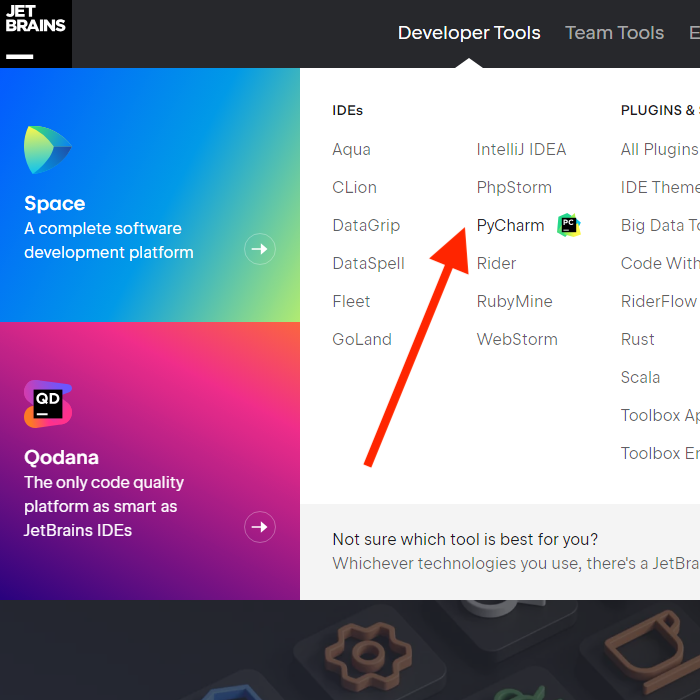 JET
BRAINS
Developer Tools
Team Tools
Space
A complete software
development platform
QD
Qodana
The only code quality
platform as smart as
JetBrains IDEs
IDEs
Aqua
CLion
DataGrip
DataSpell
Fleet
GoLand
IntelliJ IDEA
PhpStorm
PyCharm PC
Rider
RubyMine
WebStorm
PLUGINS &
All Plugins
IDE Theme
Big Data To
Code With
RiderFlow
Rust
Scala
Toolbox Ap
Toolbox En
Not sure which tool is best for you?
Whichever technologies you use, there's a JetBra